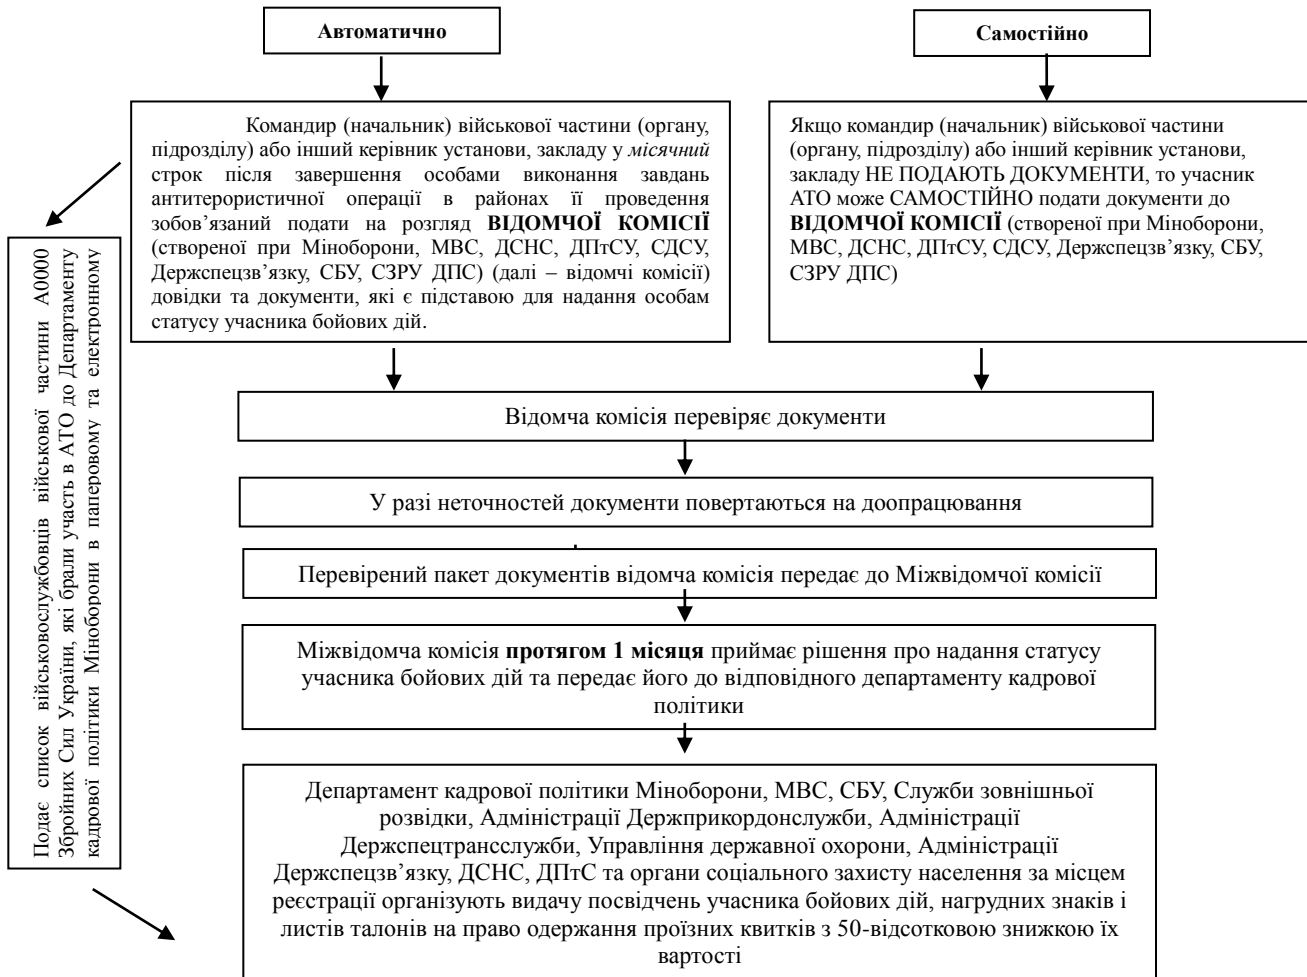 Автоматично
Самостійно
Командир (начальник) військової частини (органу,
підрозділу) або інший керівник установи, закладу у місячний
строк після завершення особами виконання завдань
антитерористичної операції в районах її проведення
зобов’язаний подати на розгляд ВІДОМЧОЇ КОМІСІЇ
(створеної при Міноборони, МВС, ДСНС, ДПтСУ, СДСУ,
Держспецзв’язку, СБУ, СЗРУ ДПС) (далі – відомчі комісії)
довідки та документи, які є підставою для надання особам
статусу учасника бойових дій.
Якщо командир (начальник) військової частини
(органу, підрозділу) або інший керівник установи,
закладу НЕ ПОДАЮТЬ ДОКУМЕНТИ, то учасник
АТО може САМОСТІЙНО подати документи до
ВІДОМЧОЇ КОМІСІЇ (створеної при Міноборони,
МВС, ДСНС, ДПтСУ, СДСУ, Держспецзв’язку, СБУ,
СЗРУ ДПС)
Подає список військовослужбовців військової частини А0000
Збройних Сил України, які брали участь в АТО до Департаменту
кадрової політики Міноборони в паперовому та електронному
Відомча комісія перевіряє документи
У разі неточностей документи повертаються на доопрацювання
Перевірений пакет документів відомча комісія передає до Міжвідомчої комісії
Міжвідомча комісія протягом 1 місяця приймає рішення про надання статусу
учасника бойових дій та передає його до відповідного департаменту кадрової
політики
Департамент кадрової політики Міноборони, МВС, СБУ, Служби зовнішньої
розвідки, Адміністрації Держприкордонслужби, Адміністрації
Держспецтрансслужби, Управління державної охорони, Адміністрації
Держспецзв’язку, ДСНС, ДПтС та органи соціального захисту населення за місцем
реєстрації організують видачу посвідчень учасника бойових дій, нагрудних знаків і
листів талонів на право одержання проїзних квитків з 50-відсотковою знижкою їх
вартості